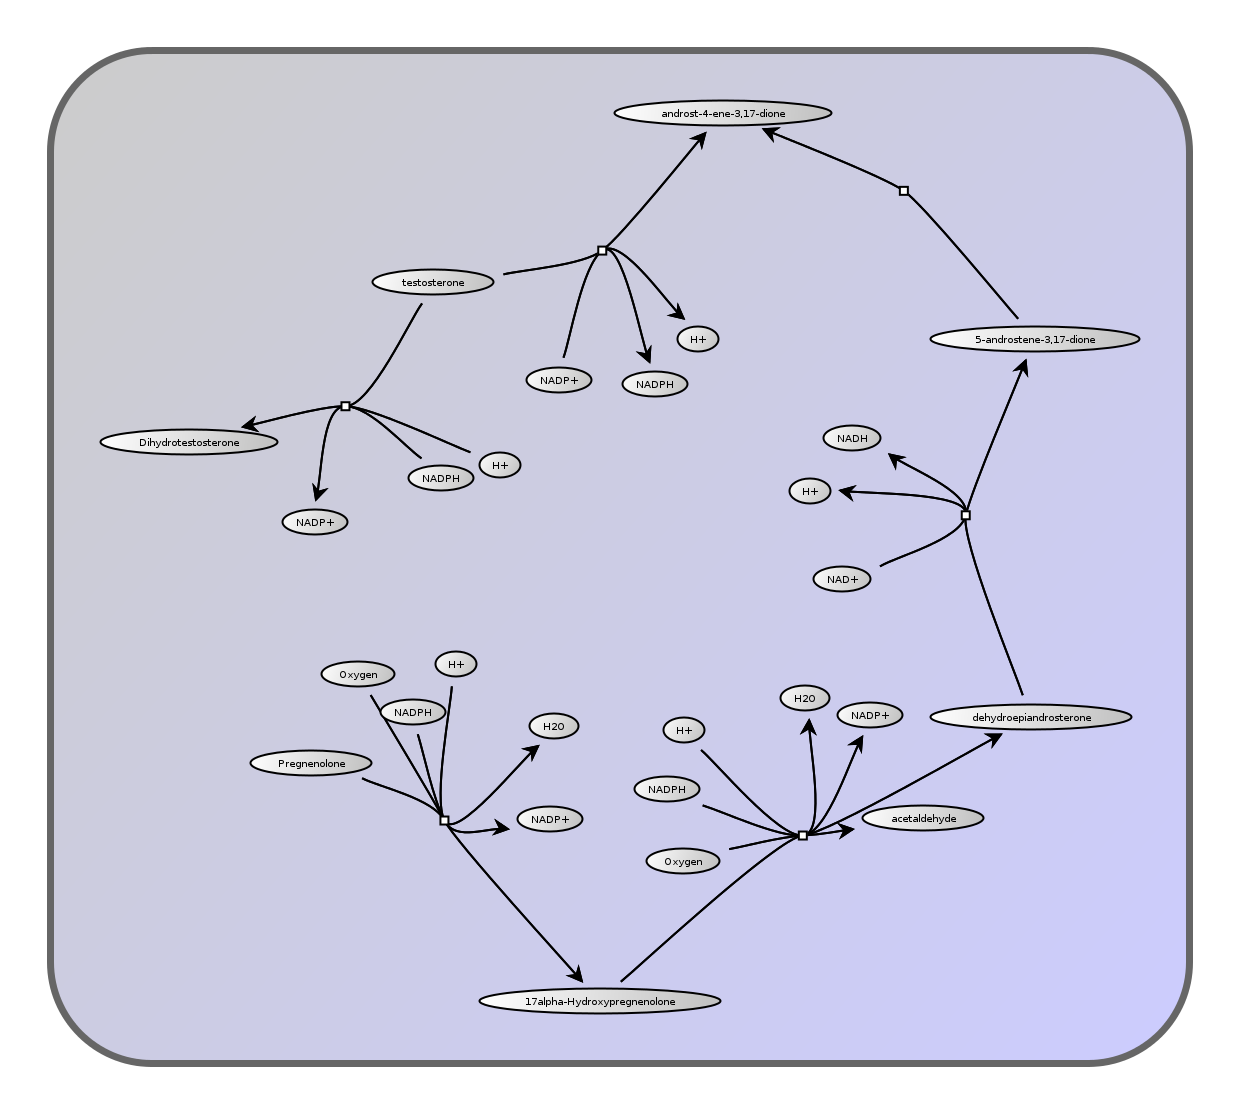 androst-4-ene-3,17-dione
testosterone
H+
5-androstene-3,17-dione
NADP+
NADPH
Dihydrotestosterone
NADH
H+
NADPH
H+
NADP+
NAD+
H+
Oxygen
H2O
NADPH
NADP+
dehydroepiandrosterone
H2O
H+
Pregnenolone
NADPH
NADP+
acetaldehyde
Oxygen
17alpha-Hydroxypregnenolone